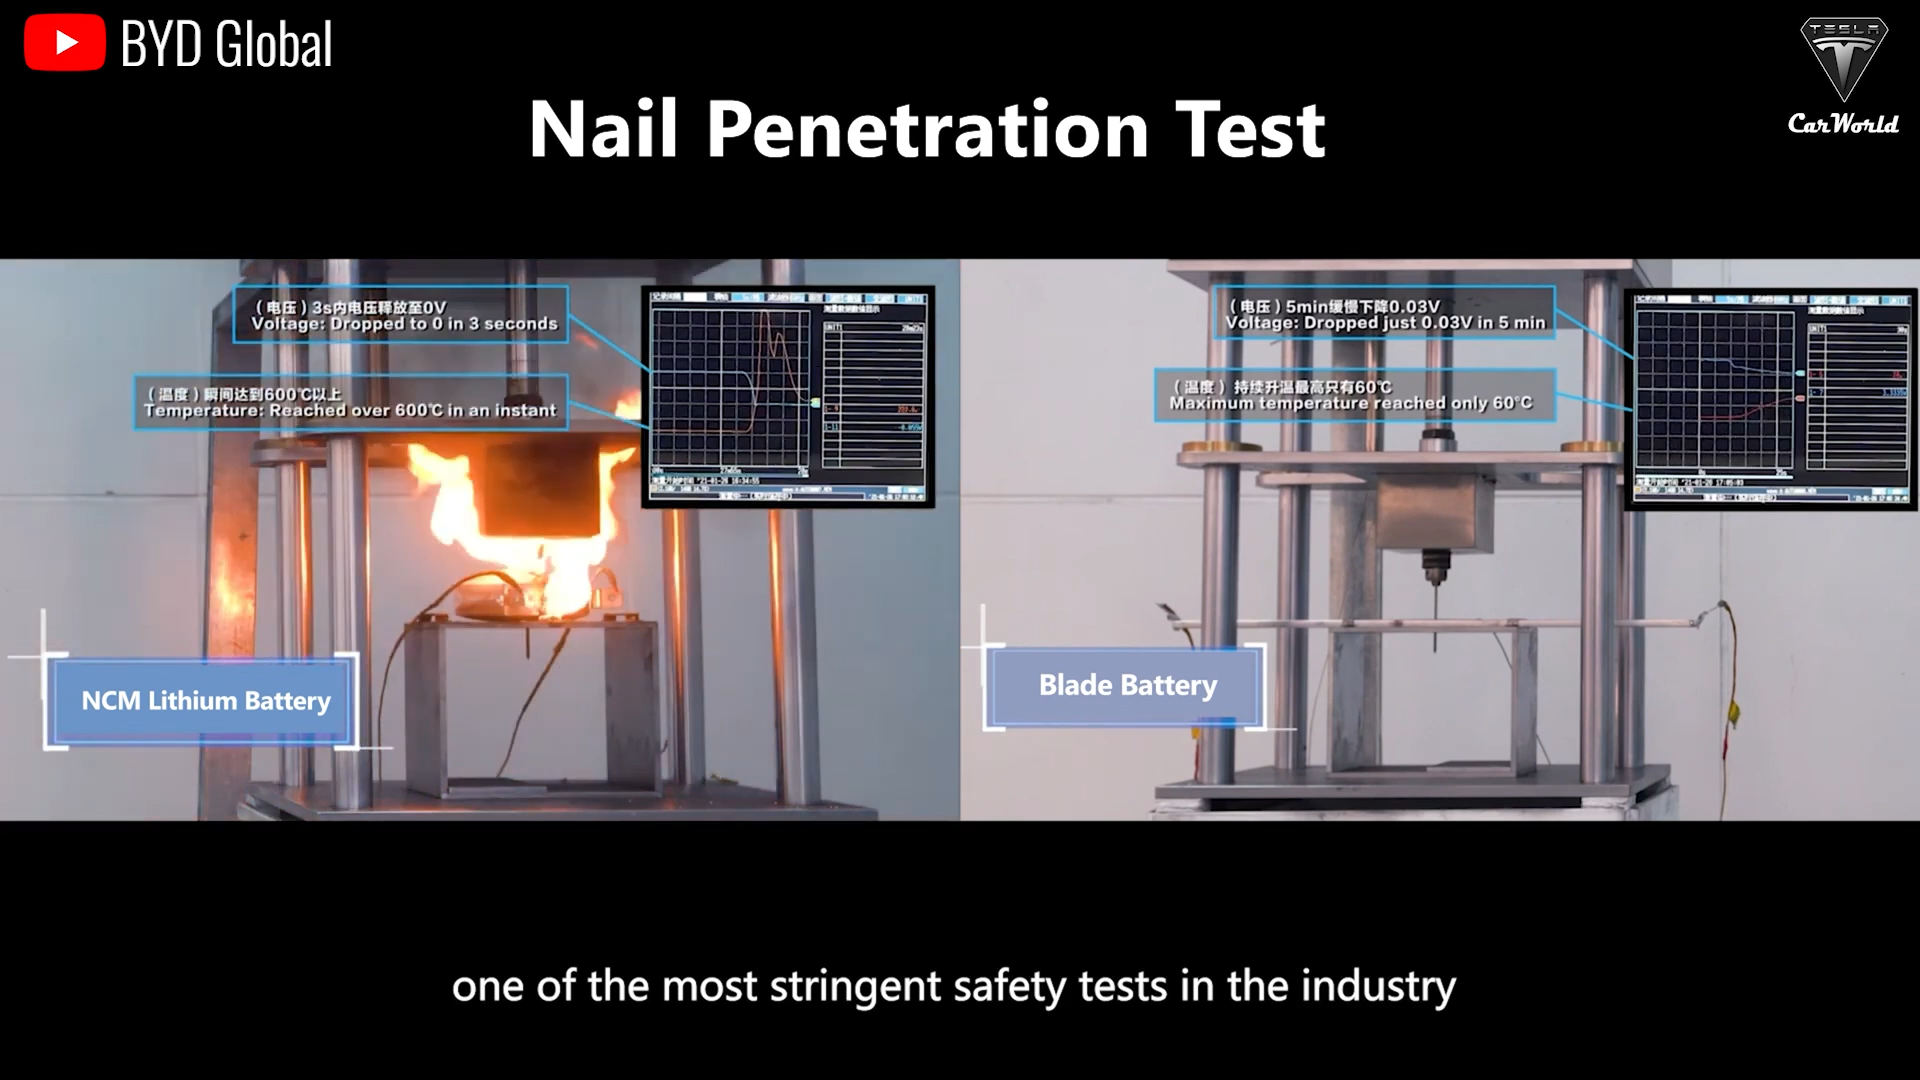 BYD Global
TESLA
CarWorld
Nail Penetration Test
（电压）3s内电压释放至0V
Voltage: Dropped to 0 in 3 seconds
（温度）瞬间达到600℃以上
Temperature: Reached over 600℃ in an instant
（电压）5min缓慢下降0.03V
Voltage: Dropped just 0.03V in 5 min
（温度）持续升温最高只有60℃
Maximum temperature reached only 60℃
NCM Lithium Battery
Blade Battery
one of the most stringent safety tests in the industry